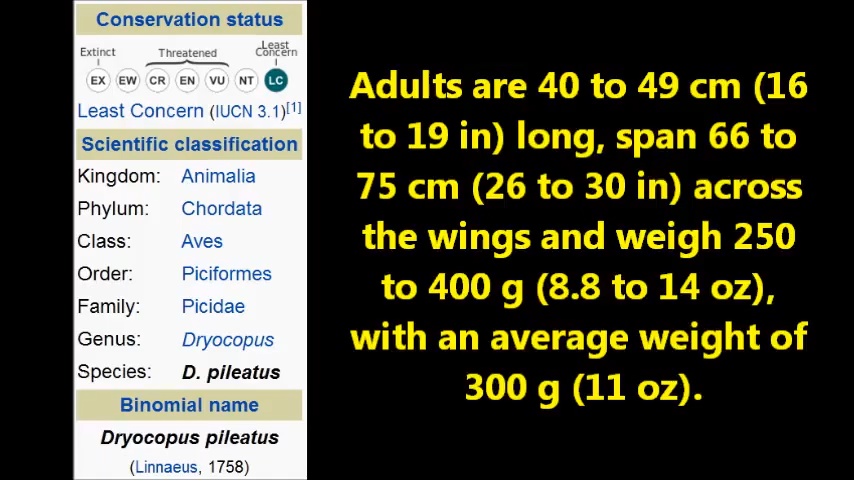 Conservation status
Extinct
Threatened
Least
Concern
EX EW CR EN VU NT LC
Least Concern (IUCN 3.1)[1]
Scientific classification
Kingdom: Animalia
Phylum: Chordata
Class: Aves
Order: Piciformes
Family: Picidae
Genus: Dryocopus
Species: D. pileatus
Binomial name
Dryocopus pileatus
(Linnaeus, 1758)
Adults are 40 to 49 cm (16
to 19 in) long, span 66 to
75 cm (26 to 30 in) across
the wings and weigh 250
to 400 g (8.8 to 14 oz),
with an average weight of
300 g (11 oz).